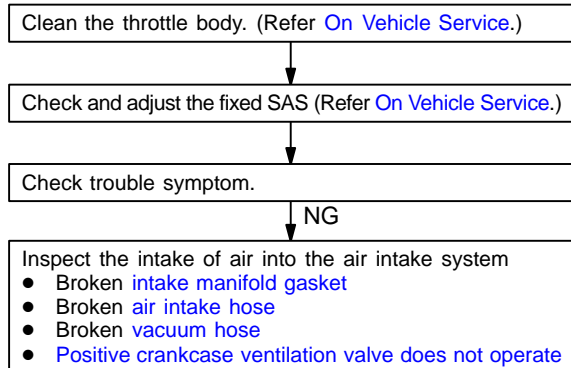 Clean the throttle body. (Refer On Vehicle Service.)
Check and adjust the fixed SAS (Refer On Vehicle Service.)
Check trouble symptom.
NG
Inspect the intake of air into the air intake system
● Broken intake manifold gasket
● Broken air intake hose
● Broken vacuum hose
● Positive crankcase ventilation valve does not operate